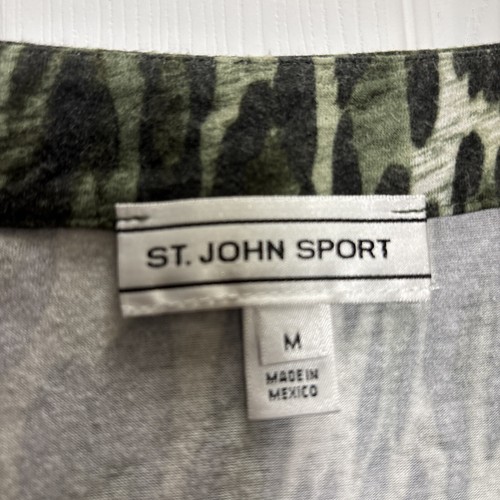 ST. JOHN SPORT
M
MADE IN
MEXICO